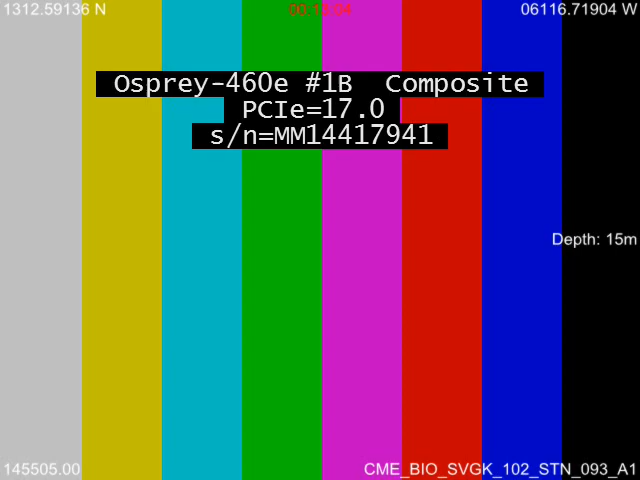 1312.59136 N
00:18:04
06116.71904 W
Osprey-460e #1B Composite
PCIe=17.0
s/n=MM14417941
Depth: 15m
145505.00
CME_BIO_SVGK_102_STN_093_A1